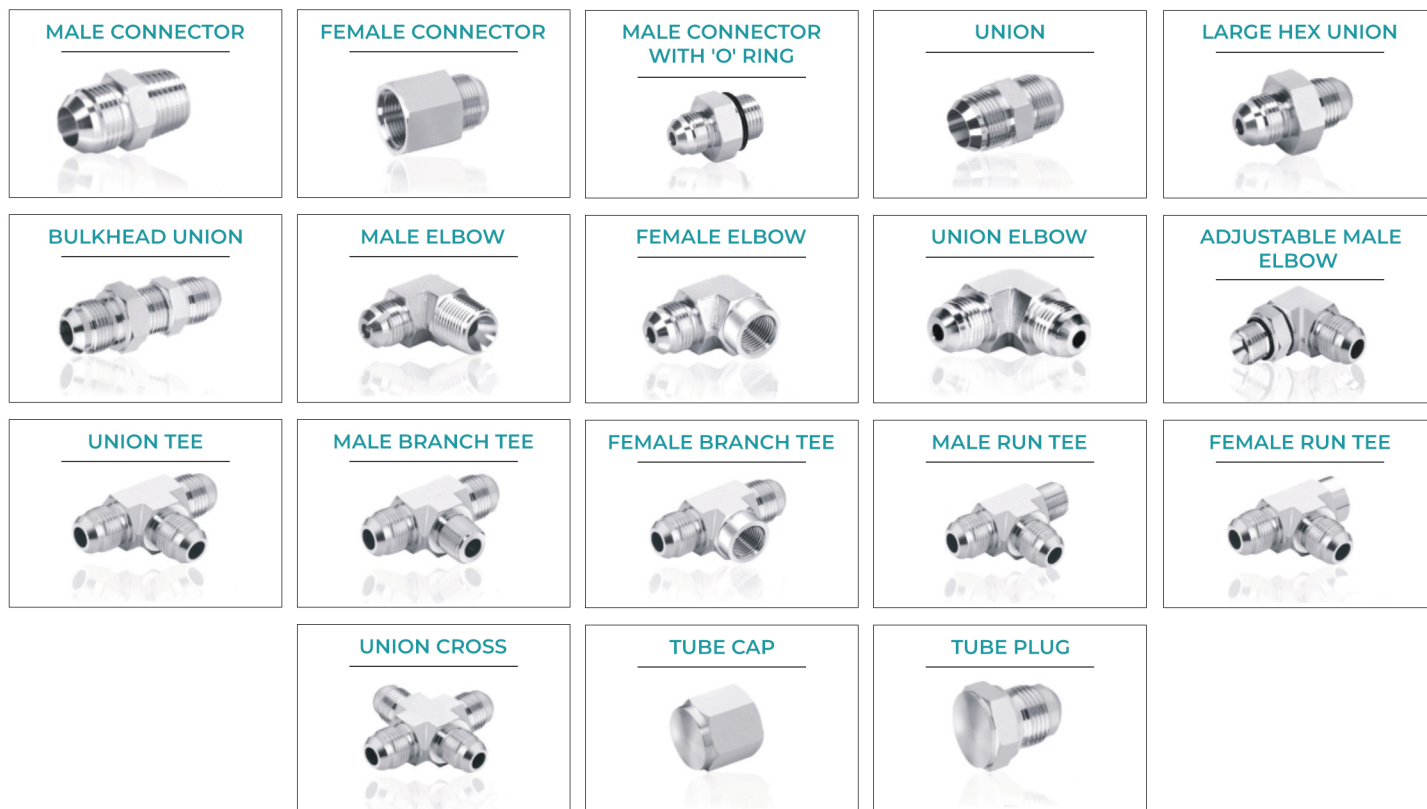 MALE CONNECTOR
FEMALE CONNECTOR
MALE CONNECTOR
WITH 'O' RING
UNION
LARGE HEX UNION
BULKHEAD UNION
MALE ELBOW
FEMALE ELBOW
UNION ELBOW
ADJUSTABLE MALE
ELBOW
UNION TEE
MALE BRANCH TEE
FEMALE BRANCH TEE
MALE RUN TEE
FEMALE RUN TEE
UNION CROSS
TUBE CAP
TUBE PLUG